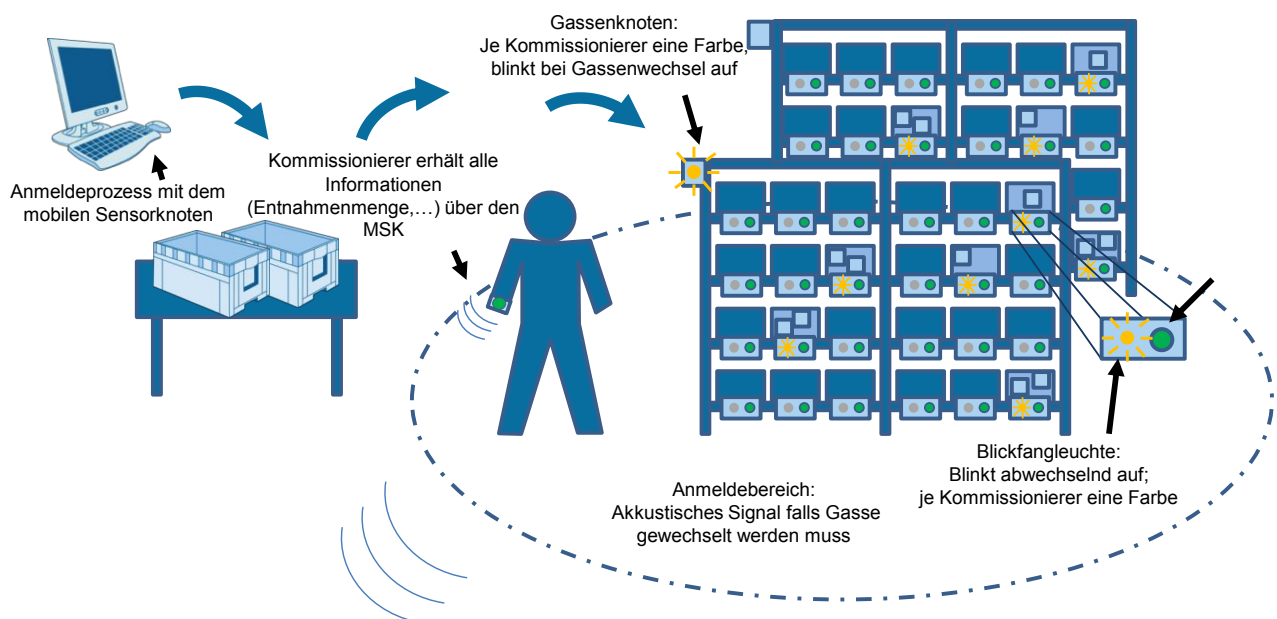 Gassenknoten:
Je Kommissionierer eine Farbe,
blinkt bei Gassenwechsel auf
Anmeldeprozess mit dem
mobilen Sensorknoten
Kommissionierer erhält alle
Informationen
(Entnahmenmenge,…) über den
MSK
Anmeldebereich:
Akkustisches Signal falls Gasse
gewechselt werden muss
Blickfangleuchte:
Blinkt abwechselnd auf;
je Kommissionierer eine Farbe